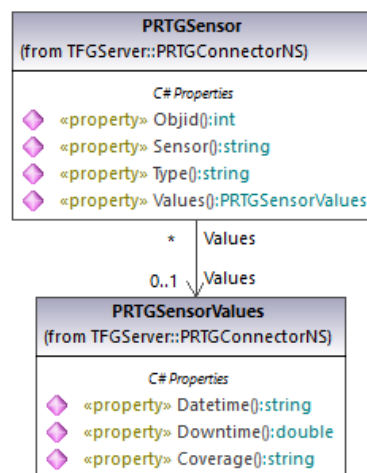 PRTGSensor
(from TFGServer::PRTGConnectorNS)
C# Properties
«property» Objid():int
«property» Sensor():string
«property» Type():string
«property» Values():PRTGSensorValues
* Values
0..1 Values
PRTGSensorValues
(from TFGServer::PRTGConnectorNS)
C# Properties
«property» Datetime():string
«property» Downtime():double
«property» Coverage():string